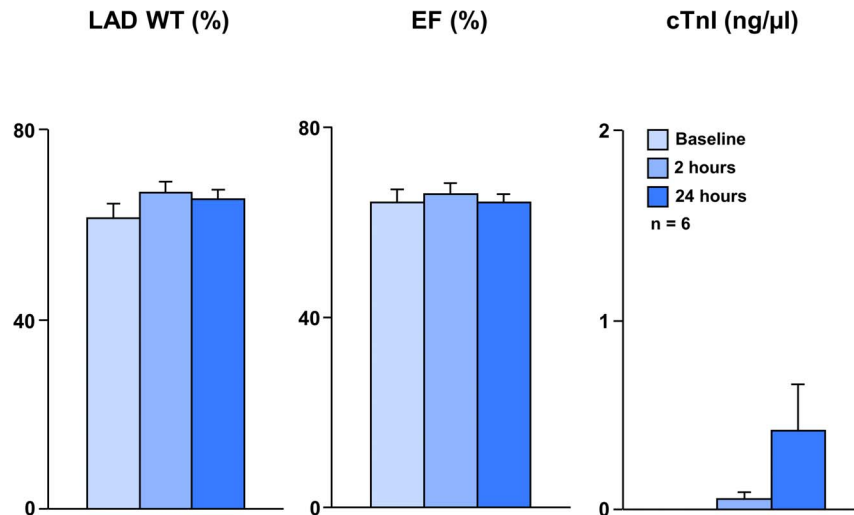 LAD WT (%)
EF (%)
cTnI (ng/µl)
80
40
0
80
40
0
2
1
0
Baseline
2 hours
24 hours
n = 6